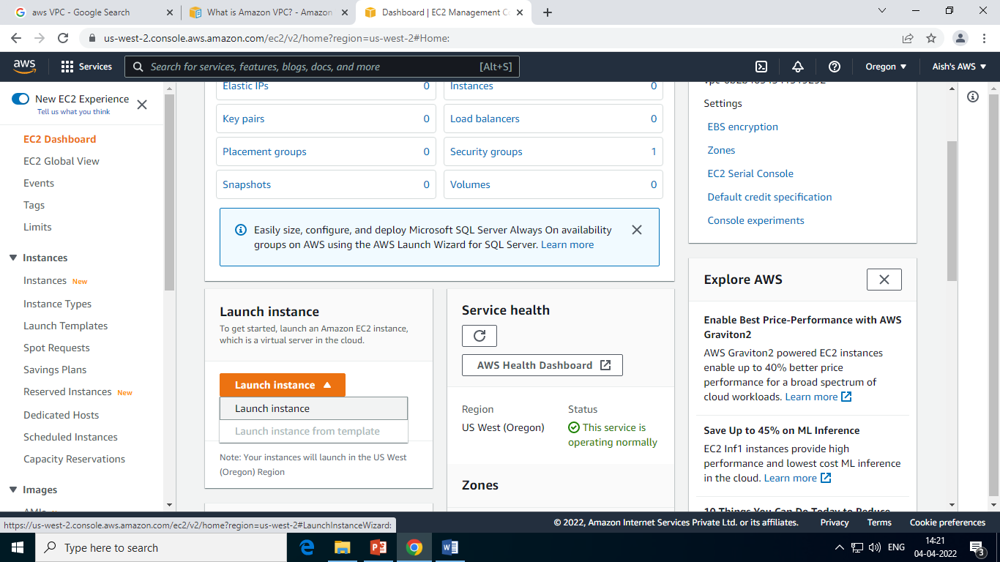 aws VPC - Google Search
What is Amazon VPC? - Amazon
Dashboard | EC2 Management C
us-west-2.console.aws.amazon.com/ec2/v2/home?region=us-west-2#Home:
aws
Services
Search for services, features, blogs, docs, and more
[Alt+S]
Oregon
Aish's AWS
New EC2 Experience
Tell us what you think
EC2 Dashboard
EC2 Global View
Events
Tags
Limits
Instances
Instances New
Instance Types
Launch Templates
Spot Requests
Savings Plans
Reserved Instances New
Dedicated Hosts
Scheduled Instances
Capacity Reservations
Images
Elastic IPs 0
Instances 0
Key pairs 0
Load balancers 0
Placement groups 0
Security groups 1
Snapshots 0
Volumes 0
Easily size, configure, and deploy Microsoft SQL Server Always On availability
groups on AWS using the AWS Launch Wizard for SQL Server. Learn more
Launch instance
To get started, launch an Amazon EC2 instance,
which is a virtual server in the cloud.
Launch instance
Launch instance
Launch instance from template
Note: Your instances will launch in the US West
(Oregon) Region
Service health
AWS Health Dashboard
Region
US West (Oregon)
Status
This service is
operating normally
Zones
Settings
EBS encryption
Zones
EC2 Serial Console
Default credit specification
Console experiments
Explore AWS
Enable Best Price-Performance with AWS
Graviton2
AWS Graviton2 powered EC2 instances
enable up to 40% better price
performance for a broad spectrum of
cloud workloads. Learn more
Save Up to 45% on ML Inference
EC2 Inf1 instances provide high
performance and lowest cost ML inference
in the cloud. Learn more
10 Things You Can Do Today to Reduce
https://us-west-2.console.aws.amazon.com/ec2/v2/home?region=us-west-2#LaunchInstanceWizard:
© 2022, Amazon Internet Services Private Ltd. or its affiliates.
Privacy
Terms
Cookie preferences
Type here to search
ENG
14:21
04-04-2022
3